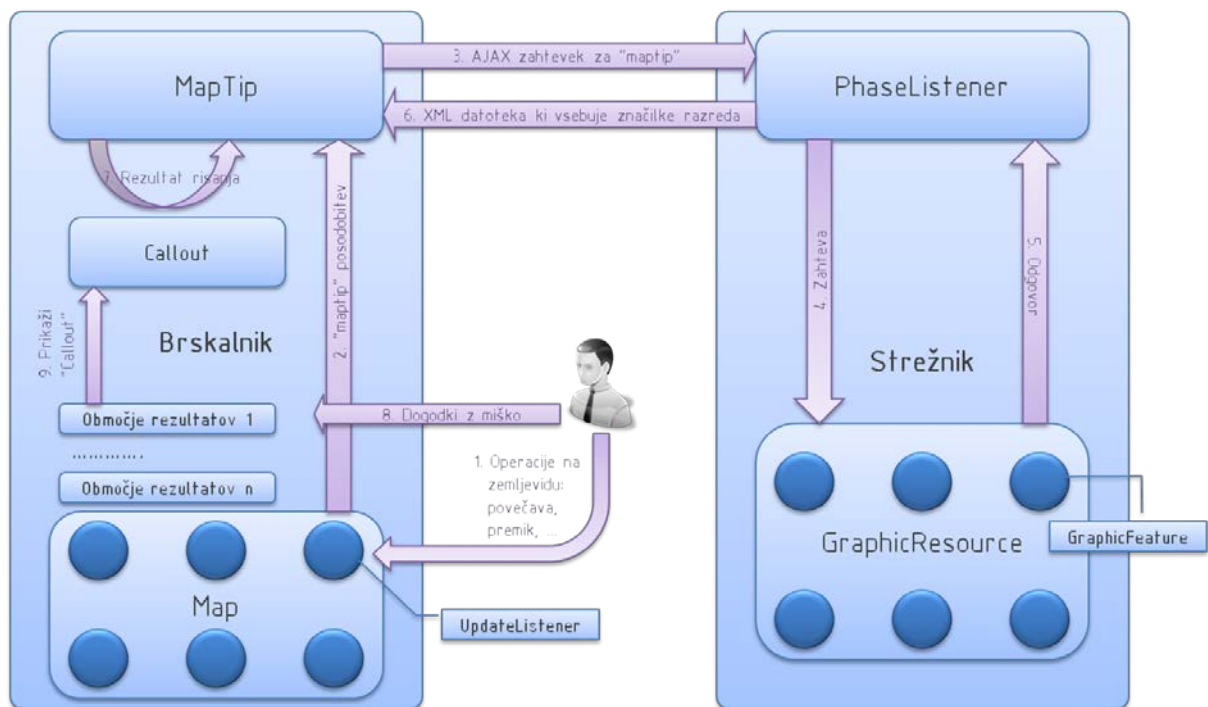 MapTip
3. AJAX zahtevek za "maptip"
PhaseListener
6. XML datoteka ki vsebuje značilke razreda
7. Rezultat risanja
Callout
2. "maptip" posodobitev
4. Zahteva
5. Odgovor
9. Prikaži
"Callout"
Brskalnik
Strežnik
8. Dogodki z miško
Območje rezultatov 1
.............
Območje rezultatov n
1. Operacije na
zemljevidu:
povečava,
premik, ...
GraphicResource
GraphicFeature
Map
UpdateListener